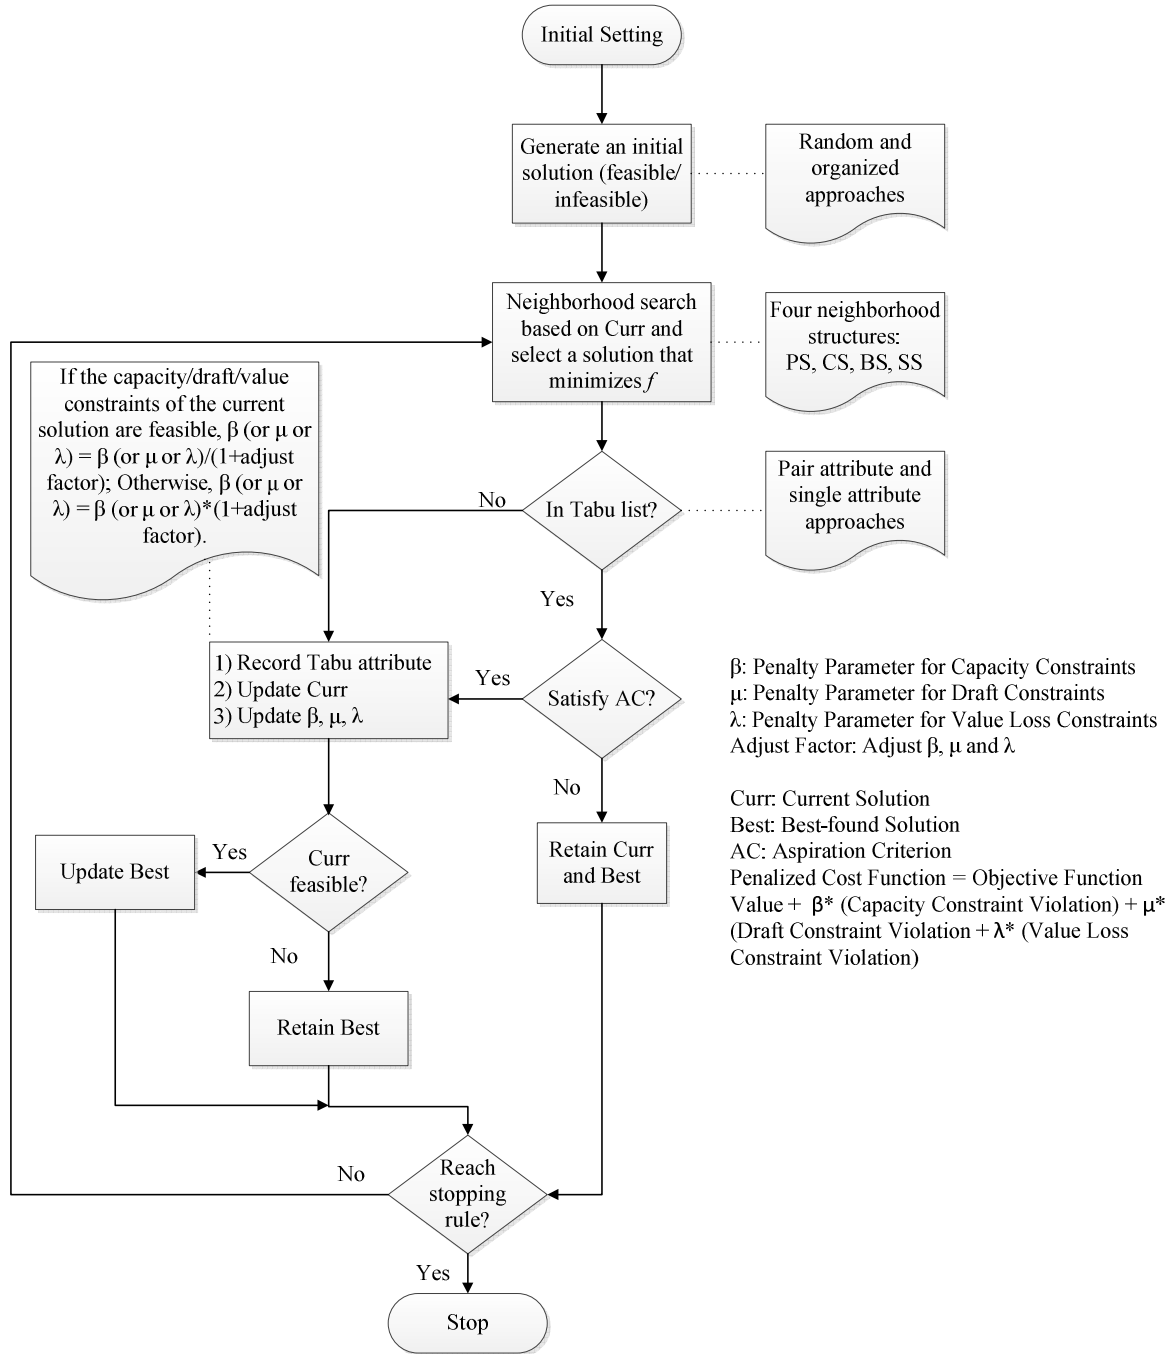 Initial Setting
Generate an initial
solution (feasible/
infeasible)
Random and
organized
approaches
Neighborhood search
based on Curr and
select a solution that
minimizes f
Four neighborhood
structures:
PS, CS, BS, SS
If the capacity/draft/value
constraints of the current
solution are feasible, β (or μ or
λ) = β (or μ or λ)/(1+adjust
factor); Otherwise, β (or μ or
λ) = β (or μ or λ)*(1+adjust
factor).
In Tabu list?
No
Yes
Pair attribute and
single attribute
approaches
1) Record Tabu attribute
2) Update Curr
3) Update β, μ, λ
Yes
Satisfy AC?
No
β: Penalty Parameter for Capacity Constraints
μ: Penalty Parameter for Draft Constraints
λ: Penalty Parameter for Value Loss Constraints
Adjust Factor: Adjust β, μ and λ
Curr: Current Solution
Best: Best-found Solution
AC: Aspiration Criterion
Penalized Cost Function = Objective Function
Value + β* (Capacity Constraint Violation) + μ*
(Draft Constraint Violation + λ* (Value Loss
Constraint Violation)
Update Best
Yes
Curr
feasible?
No
Retain Curr
and Best
Retain Best
No
Reach
stopping
rule?
Yes
Stop